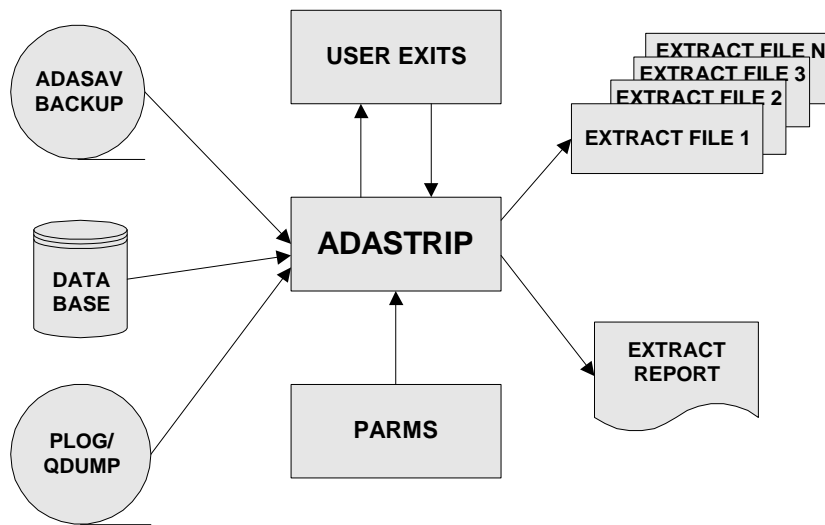 ADASAV
BACKUP
USER EXITS
EXTRACT FILE N
EXTRACT FILE 3
EXTRACT FILE 2
EXTRACT FILE 1
ADASTRIP
DATA
BASE
EXTRACT
REPORT
PARMS
PLOG/
QDUMP